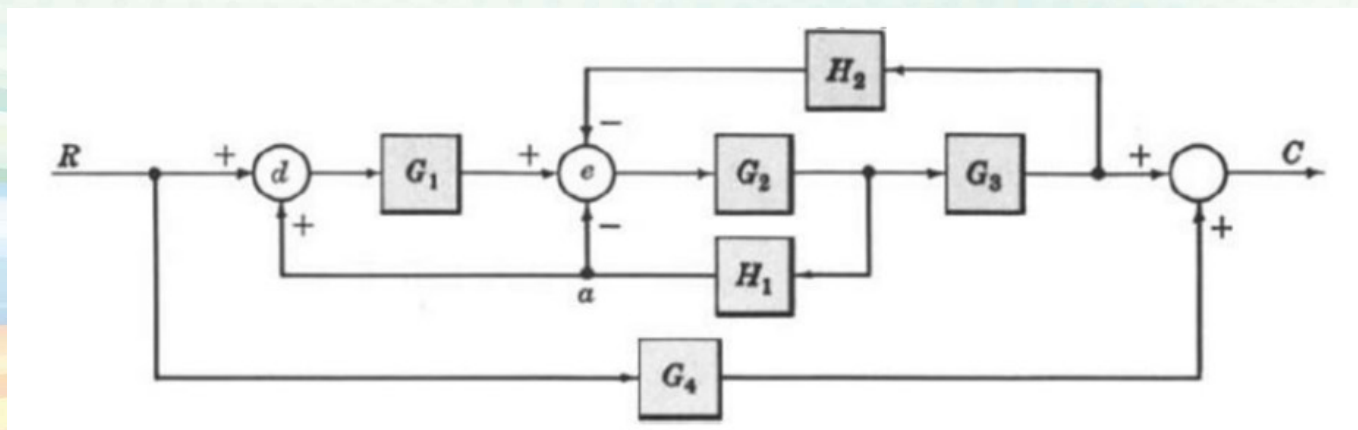 H₂
−
R + d G₁ + e G₂ G₃ + C
+ − H₁ +
a
G₄